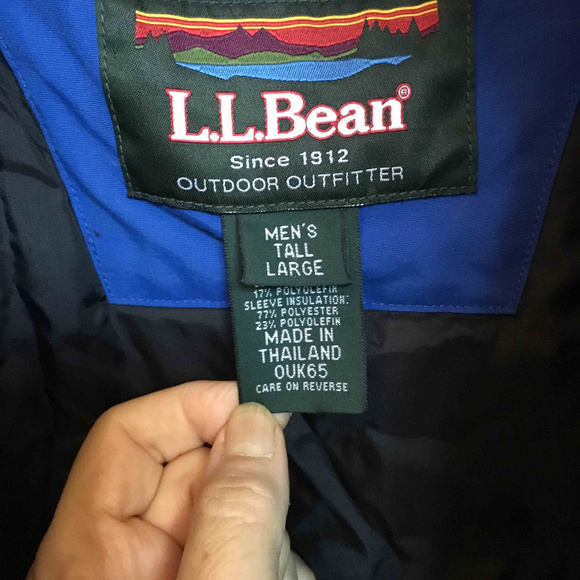 L.L.Bean®
Since 1912
OUTDOOR OUTFITTER
MEN'S
TALL
LARGE
17% POLYOLEFIN
SLEEVE INSULATION:
77% POLYESTER
23% POLYOLEFIN
MADE IN
THAILAND
OUK65
CARE ON REVERSE